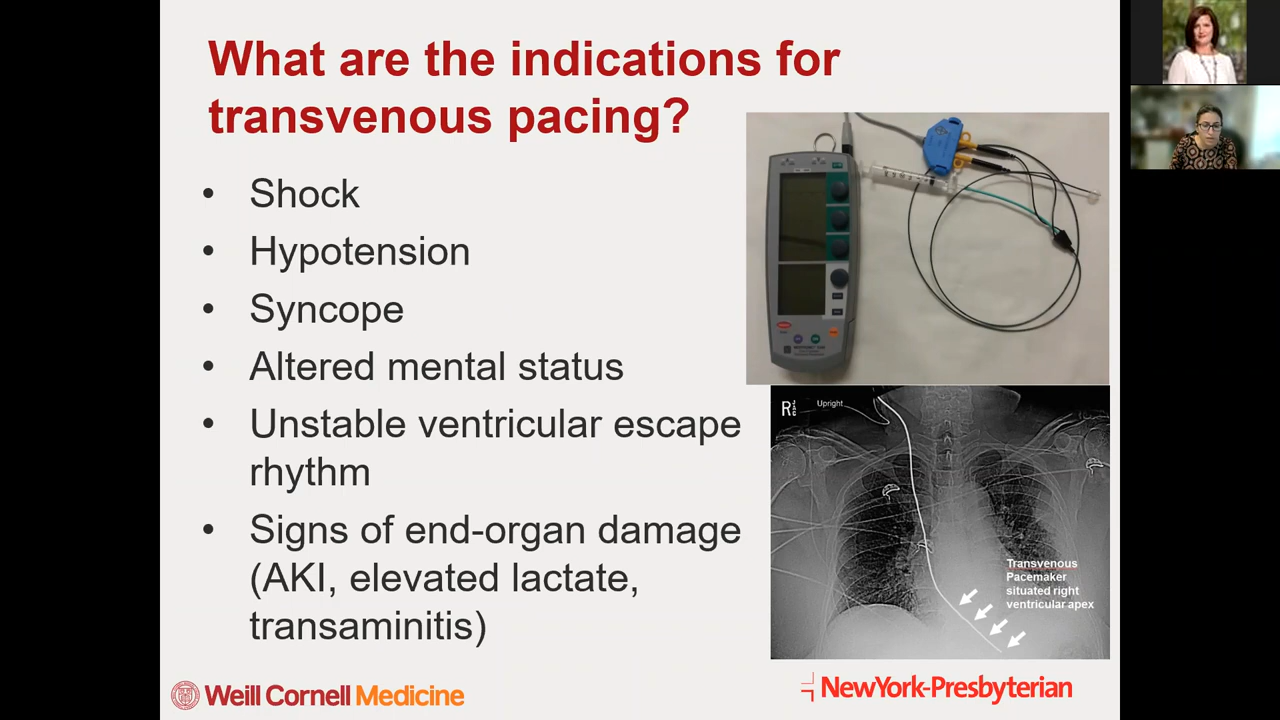 What are the indications for
transvenous pacing?
• Shock
• Hypotension
• Syncope
• Altered mental status
• Unstable ventricular escape
rhythm
• Signs of end-organ damage
(AKI, elevated lactate,
transaminitis)
R
Upright
Transvenous
Pacemaker
situated right
ventricular apex
Weill Cornell Medicine
NewYork-Presbyterian